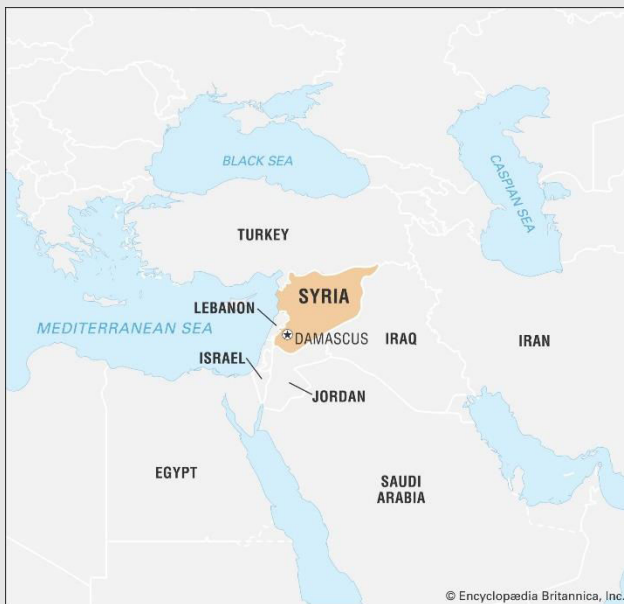 BLACK SEA
CASPIAN SEA
TURKEY
SYRIA
LEBANON
MEDITERRANEAN SEA
DAMASCUS
IRAQ
IRAN
ISRAEL
JORDAN
EGYPT
SAUDI
ARABIA
© Encyclopædia Britannica, Inc.